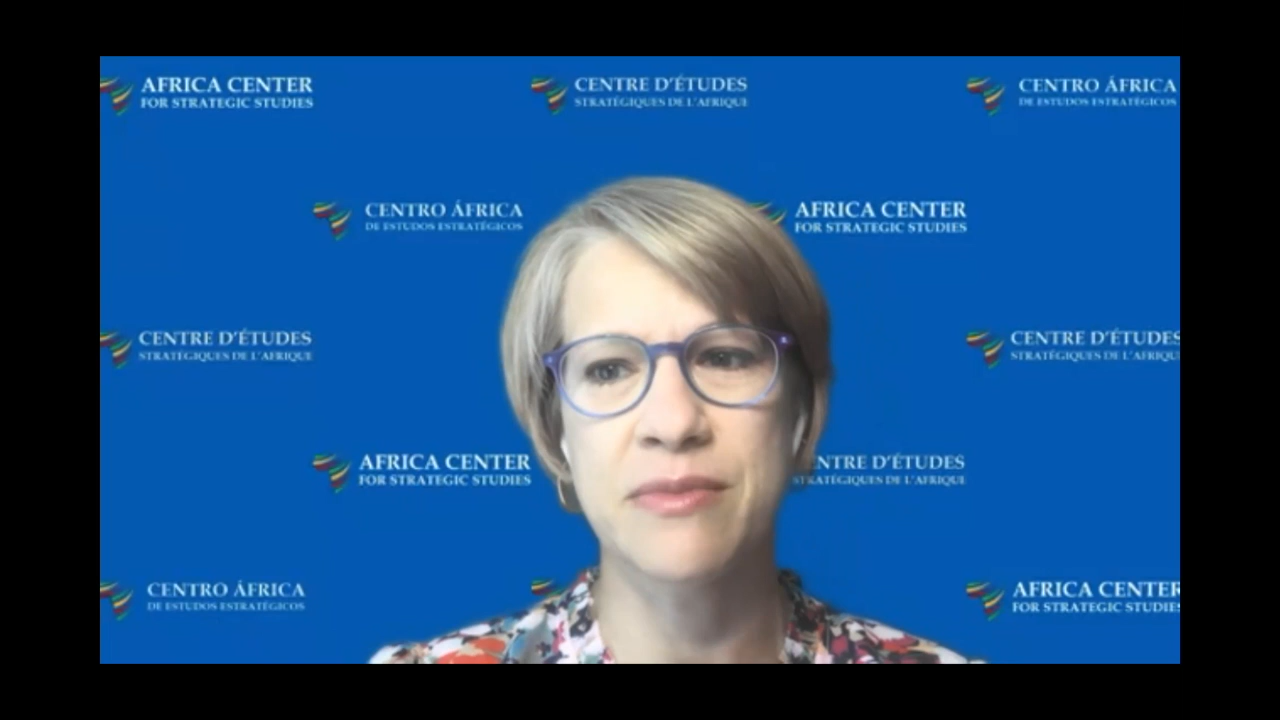 AFRICA CENTER
FOR STRATEGIC STUDIES
CENTRE D'ÉTUDES
STRATÉGIQUES DE L'AFRIQUE
CENTRO ÁFRICA
DE ESTUDOS ESTRATÉGICOS
CENTRO ÁFRICA
DE ESTUDOS ESTRATÉGICOS
AFRICA CENTER
FOR STRATEGIC STUDIES
CENTRE D'ÉTUDES
STRATÉGIQUES DE L'AFRIQUE
CENTRE D'ÉTUDES
STRATÉGIQUES DE L'AFRIQU
AFRICA CENTER
FOR STRATEGIC STUDIES
ENTRE D'ÉTUDES
STRATÉGIQUES DE L'AFRIQUE
CENTRO ÁFRICA
DE ESTUDOS ESTRATÉGICOS
AFRICA CENTER
FOR STRATEGIC STUDIES